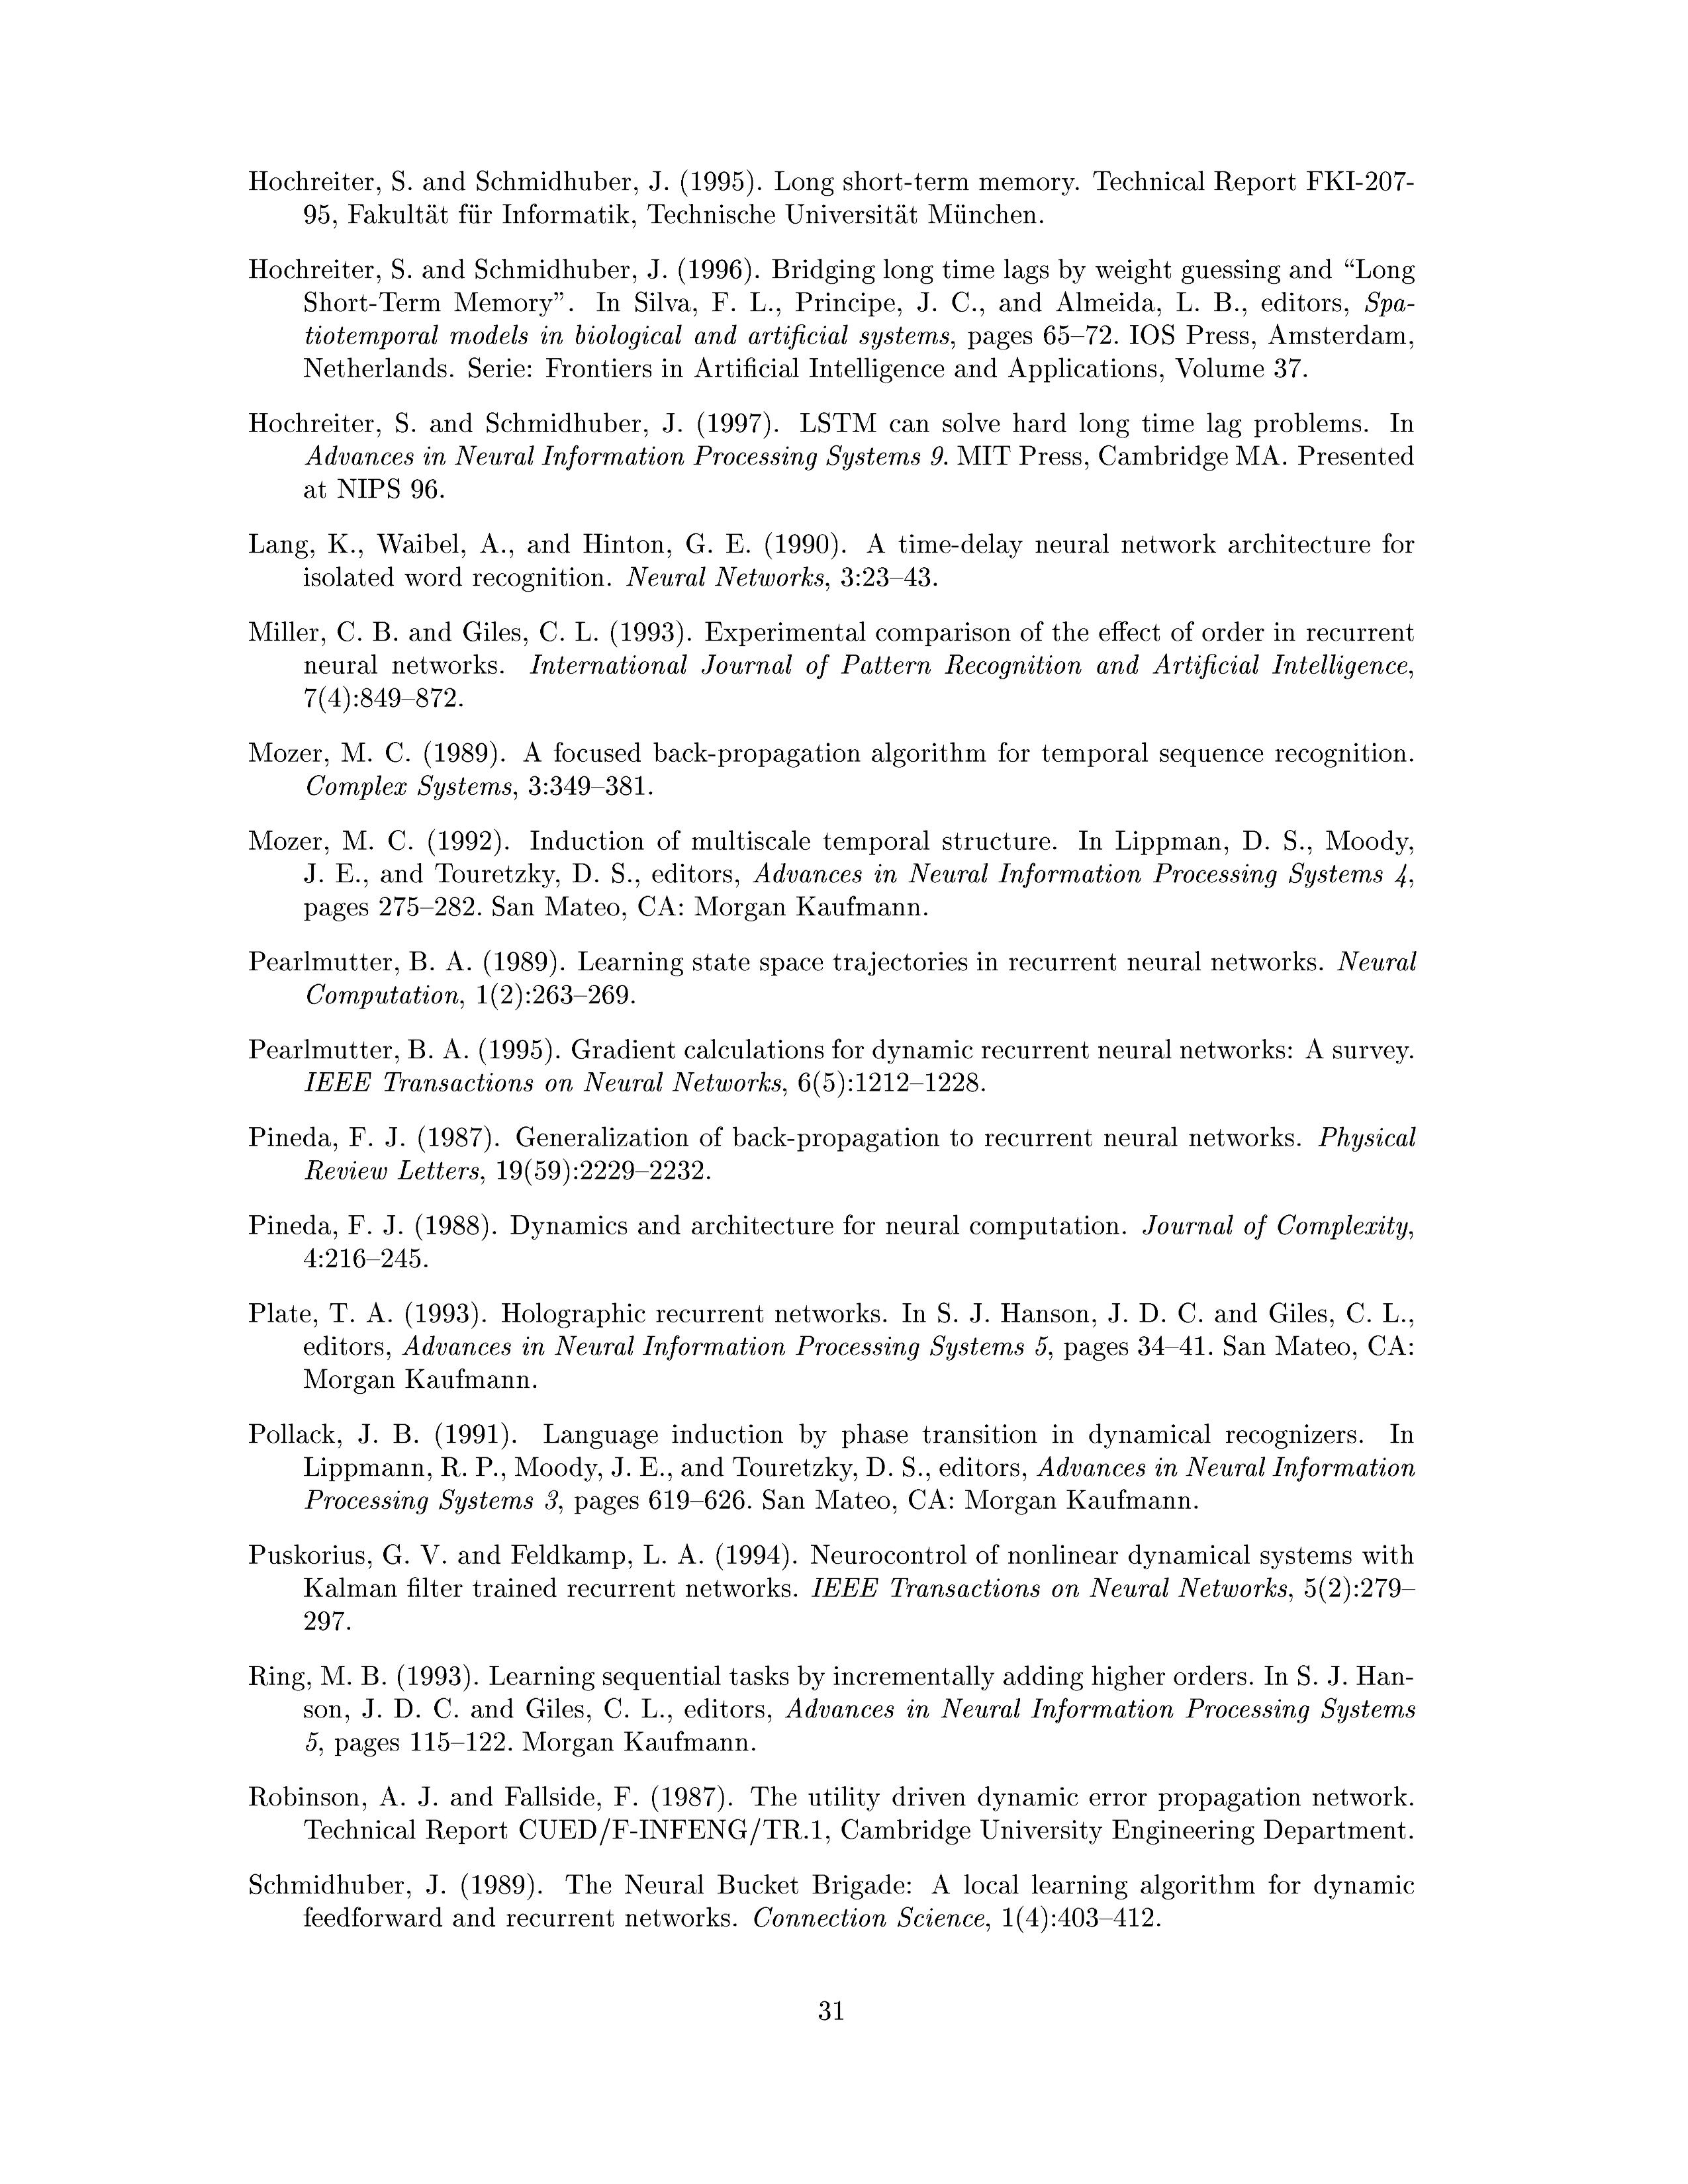 Hochreiter, S. and Schmidhuber, J. (1995). Long short-term memory. Technical Report FKI-207-
95, Fakultät für Informatik, Technische Universität München.
Hochreiter, S. and Schmidhuber, J. (1996). Bridging long time lags by weight guessing and “Long
Short-Term Memory”. In Silva, F. L., Principe, J. C., and Almeida, L. B., editors, Spa-
tiotemporal models in biological and artificial systems, pages 65–72. IOS Press, Amsterdam,
Netherlands. Serie: Frontiers in Artificial Intelligence and Applications, Volume 37.
Hochreiter, S. and Schmidhuber, J. (1997). LSTM can solve hard long time lag problems. In
Advances in Neural Information Processing Systems 9. MIT Press, Cambridge MA. Presented
at NIPS 96.
Lang, K., Waibel, A., and Hinton, G. E. (1990). A time-delay neural network architecture for
isolated word recognition. Neural Networks, 3:23–43.
Miller, C. B. and Giles, C. L. (1993). Experimental comparison of the effect of order in recurrent
neural networks. International Journal of Pattern Recognition and Artificial Intelligence,
7(4):849–872.
Mozer, M. C. (1989). A focused back-propagation algorithm for temporal sequence recognition.
Complex Systems, 3:349–381.
Mozer, M. C. (1992). Induction of multiscale temporal structure. In Lippman, D. S., Moody,
J. E., and Touretzky, D. S., editors, Advances in Neural Information Processing Systems 4,
pages 275–282. San Mateo, CA: Morgan Kaufmann.
Pearlmutter, B. A. (1989). Learning state space trajectories in recurrent neural networks. Neural
Computation, 1(2):263–269.
Pearlmutter, B. A. (1995). Gradient calculations for dynamic recurrent neural networks: A survey.
IEEE Transactions on Neural Networks, 6(5):1212–1228.
Pineda, F. J. (1987). Generalization of back-propagation to recurrent neural networks. Physical
Review Letters, 19(59):2229–2232.
Pineda, F. J. (1988). Dynamics and architecture for neural computation. Journal of Complexity,
4:216–245.
Plate, T. A. (1993). Holographic recurrent networks. In S. J. Hanson, J. D. C. and Giles, C. L.,
editors, Advances in Neural Information Processing Systems 5, pages 34–41. San Mateo, CA:
Morgan Kaufmann.
Pollack, J. B. (1991). Language induction by phase transition in dynamical recognizers. In
Lippmann, R. P., Moody, J. E., and Touretzky, D. S., editors, Advances in Neural Information
Processing Systems 3, pages 619–626. San Mateo, CA: Morgan Kaufmann.
Puskorius, G. V. and Feldkamp, L. A. (1994). Neurocontrol of nonlinear dynamical systems with
Kalman filter trained recurrent networks. IEEE Transactions on Neural Networks, 5(2):279–
297.
Ring, M. B. (1993). Learning sequential tasks by incrementally adding higher orders. In S. J. Han-
son, J. D. C. and Giles, C. L., editors, Advances in Neural Information Processing Systems
5, pages 115–122. Morgan Kaufmann.
Robinson, A. J. and Fallside, F. (1987). The utility driven dynamic error propagation network.
Technical Report CUED/F-INFENG/TR.1, Cambridge University Engineering Department.
Schmidhuber, J. (1989). The Neural Bucket Brigade: A local learning algorithm for dynamic
feedforward and recurrent networks. Connection Science, 1(4):403–412.
31